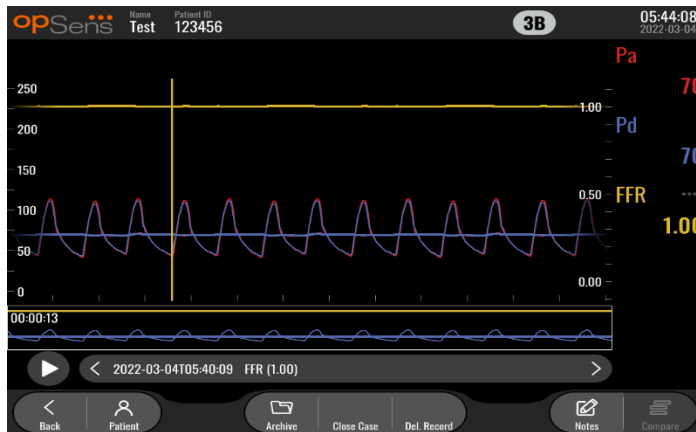 opSens
Name
Test
Patient ID
123456
3B
05:44:08
2022-03-04
Pa
70
Pd
70
FFR
---
1.00
250
200
150
100
50
0
1.00
0.50
0.00
00:00:13
2022-03-04T05:40:09 FFR (1.00)
Back
Patient
Archive
Close Case
Del. Record
Notes
Compare